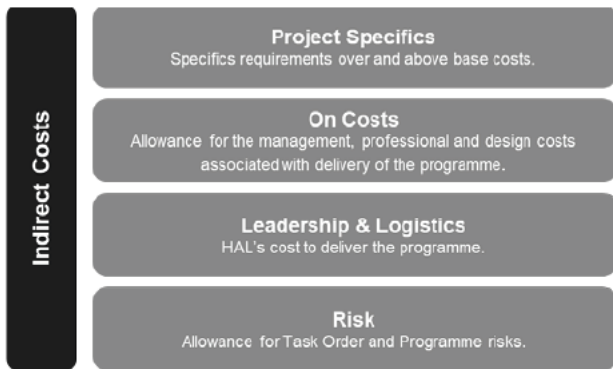 Indirect Costs
Project Specifics
Specifics requirements over and above base costs.
On Costs
Allowance for the management, professional and design costs
associated with delivery of the programme.
Leadership & Logistics
HAL's cost to deliver the programme.
Risk
Allowance for Task Order and Programme risks.